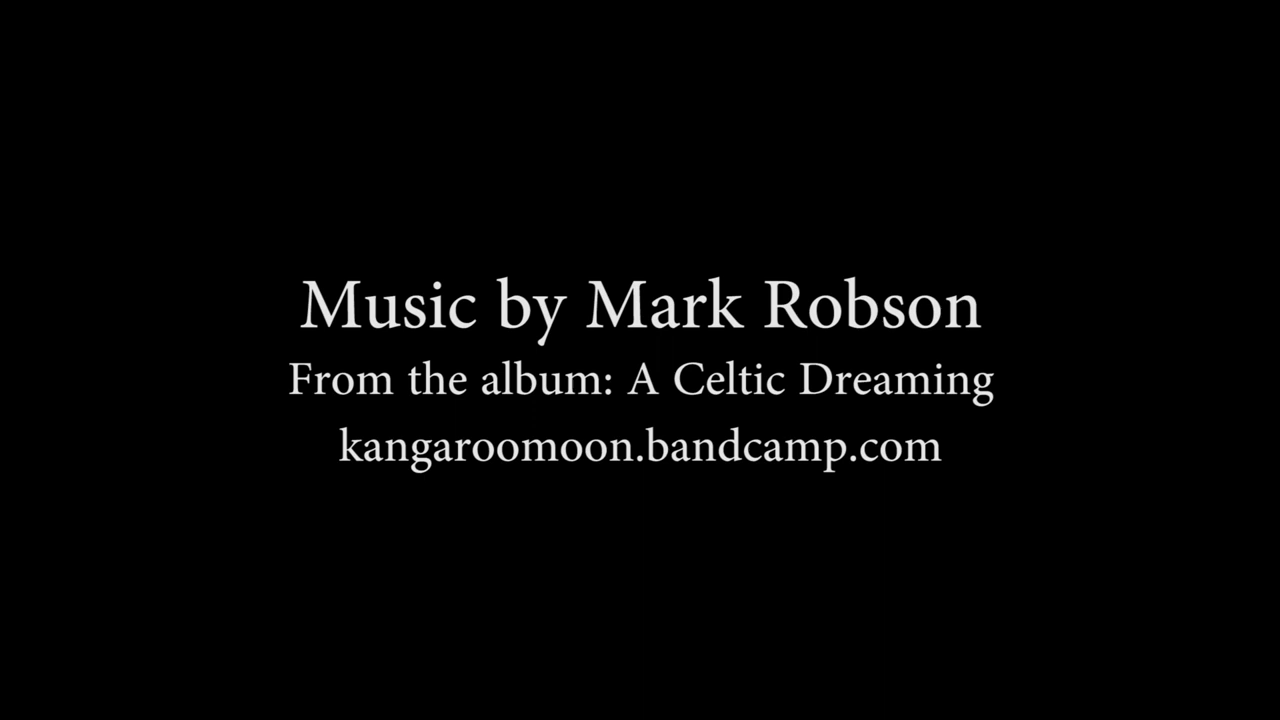 Music by Mark Robson
From the album: A Celtic Dreaming
kangaroomoon.bandcamp.com